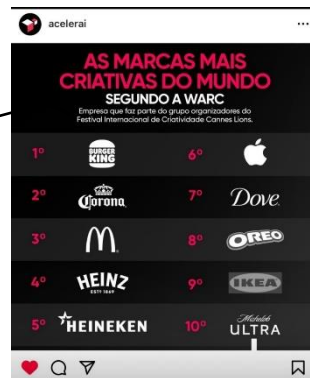 acelerai
AS MARCAS MAIS
CRIATIVAS DO MUNDO
SEGUNDO A WARC
Empresa que faz parte do grupo organizadores do
Festival Internacional de Criatividade Cannes Lions.
1º BURGER KING
6º
2º Corona
7º Dove
3º M
8º OREO
4º HEINZ
ESTD 1869
9º IKEA
5º HEINEKEN
10º Michelob
ULTRA